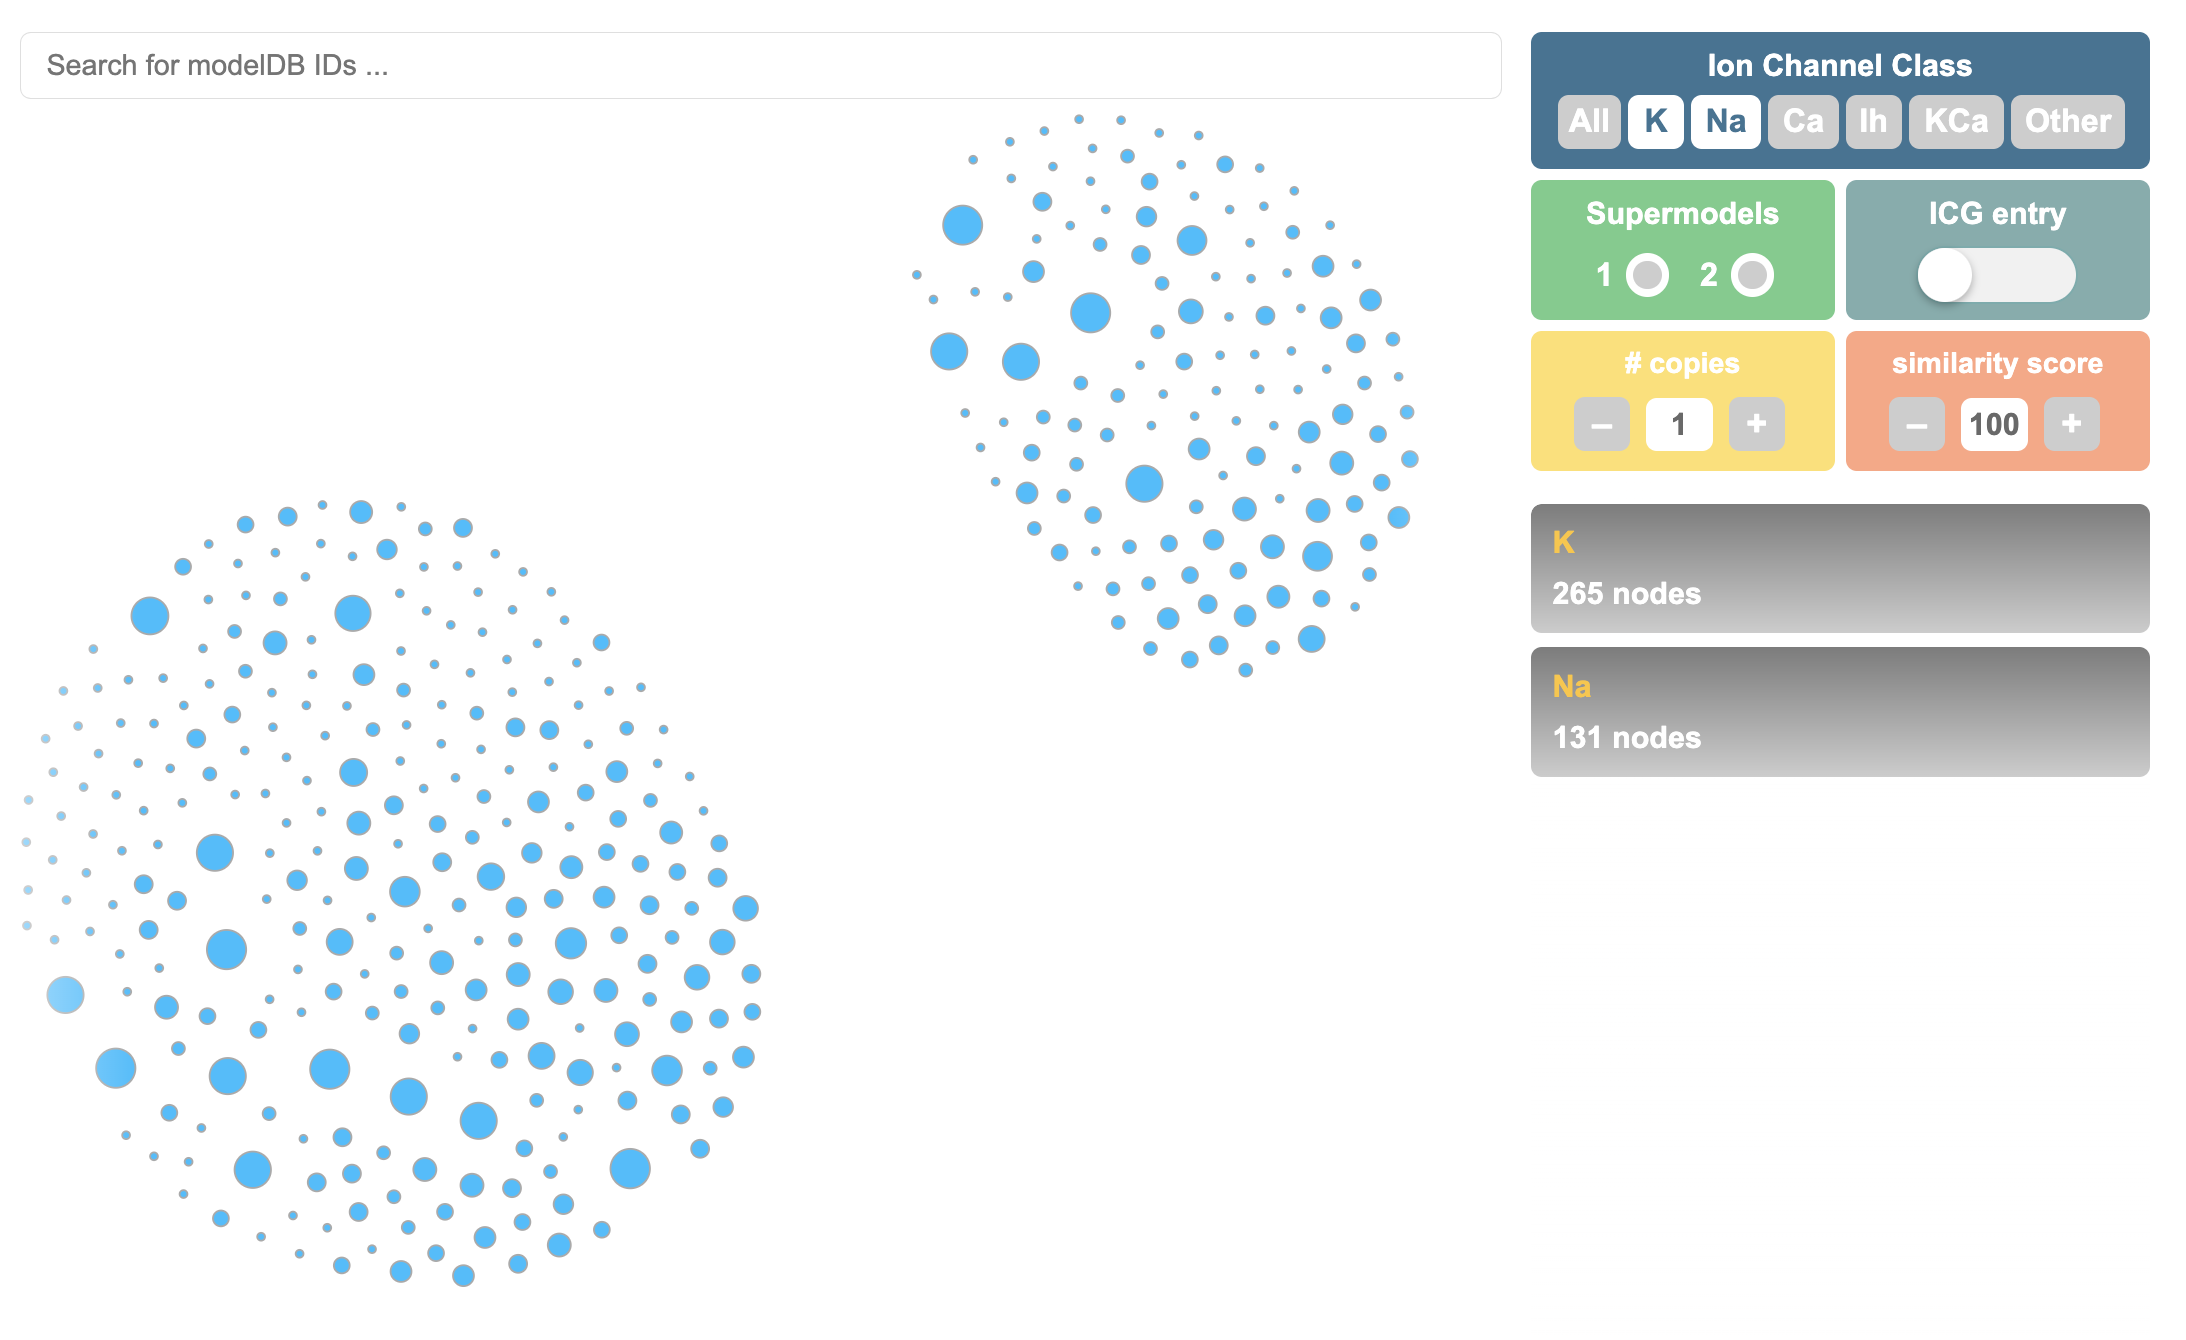 Search for modelDB IDs ...
Ion Channel Class
All K Na Ca Ih KCa Other
Supermodels
1 2
ICG entry
# copies
– 1 +
similarity score
– 100 +
K
265 nodes
Na
131 nodes